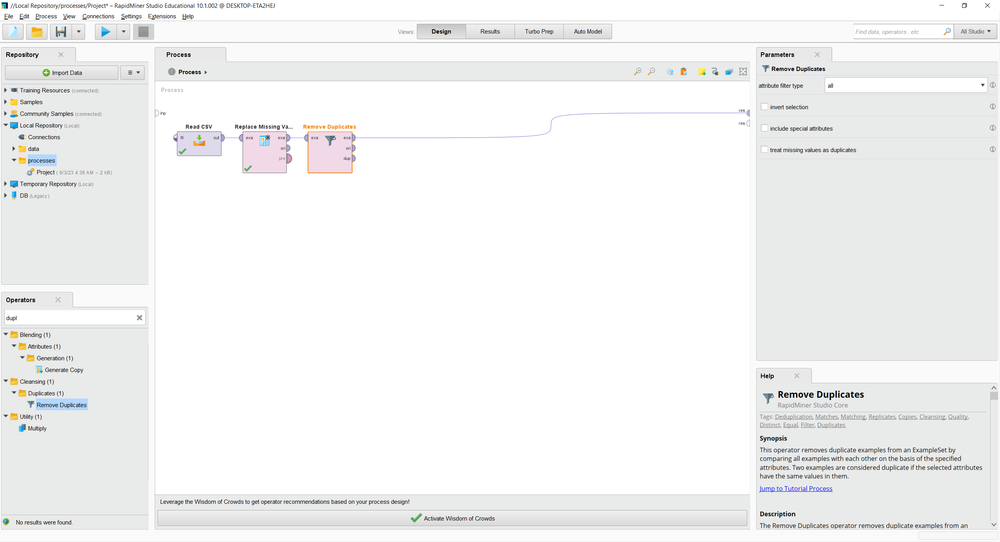 //Local Repository/processes/Project* – RapidMiner Studio Educational 10.1.002 @ DESKTOP-ETA2HEJ
File Edit Process View Connections Settings Extensions Help
Views: Design Results Turbo Prep Auto Model
Find data, operators...etc All Studio
Repository
Import Data
Training Resources (connected)
Samples
Community Samples (connected)
Local Repository (Local)
Connections
data
processes
Project ( 6/3/23 4:39 AM – 2 kB)
Temporary Repository (Local)
DB (Legacy)
Operators
dupl
Blending (1)
Attributes (1)
Generation (1)
Generate Copy
Cleansing (1)
Duplicates (1)
Remove Duplicates
Utility (1)
Multiply
No results were found.
Process
Process
Process
inp
res
res
Read CSV
fil out
Replace Missing Va...
exa exa
ori
pre
Remove Duplicates
exa exa
ori
dup
Leverage the Wisdom of Crowds to get operator recommendations based on your process design!
Activate Wisdom of Crowds
Parameters
Remove Duplicates
attribute filter type all
invert selection
include special attributes
treat missing values as duplicates
Help
Remove Duplicates
RapidMiner Studio Core
Tags: Deduplication, Matches, Matching, Replicates, Copies, Cleansing, Quality,
Distinct, Equal, Filter, Duplicates
Synopsis
This operator removes duplicate examples from an ExampleSet by
comparing all examples with each other on the basis of the specified
attributes. Two examples are considered duplicate if the selected attributes
have the same values in them.
Jump to Tutorial Process
Description
The Remove Duplicates operator removes duplicate examples from an